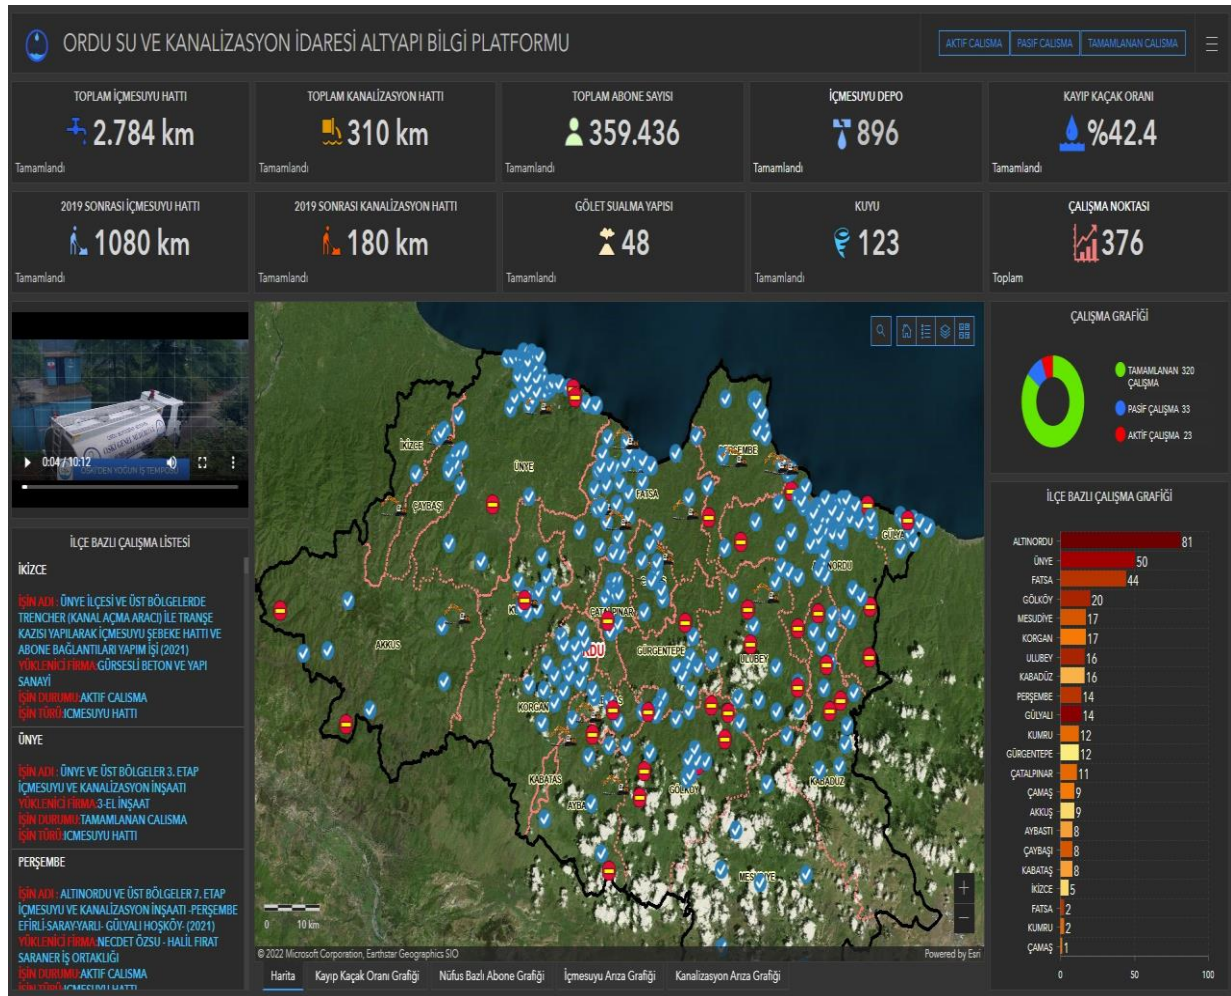 ORDU SU VE KANALİZASYON İDARESİ ALTYAPI BİLGİ PLATFORMU
AKTIF CALISMA
PASIF CALISMA
TAMAMLANAN CALISMA
TOPLAM İÇMESUYU HATTI
2.784 km
Tamamlandı
TOPLAM KANALİZASYON HATTI
310 km
Tamamlandı
TOPLAM ABONE SAYISI
359.436
Tamamlandı
İÇMESUYU DEPO
896
Tamamlandı
KAYIP KAÇAK ORANI
%42.4
Tamamlandı
2019 SONRASI İÇMESUYU HATTI
1080 km
Tamamlandı
2019 SONRASI KANALİZASYON HATTI
180 km
Tamamlandı
GÖLET SUALMA YAPISI
48
Tamamlandı
KUYU
123
Tamamlandı
ÇALIŞMA NOKTASI
376
Toplam
0:04 / 10:12
OSKİ'DEN YOĞUN İŞ TEMPOSU
İLÇE BAZLI ÇALIŞMA LİSTESİ
İKİZCE
İŞİN ADI : ÜNYE İLÇESİ VE ÜST BÖLGELERDE
TRENCHER (KANAL AÇMA ARACI) İLE TRANŞE
KAZISI YAPILARAK İÇMESUYU ŞEBEKE HATTI VE
ABONE BAĞLANTILARI YAPIM İŞİ (2021)
YÜKLENİCİ FİRMA:GÜRSESLİ BETON VE YAPI
SANAYİ
İŞİN DURUMU:AKTIF CALISMA
İŞİN TÜRÜ:ICMESUYU HATTI
ÜNYE
İŞİN ADI : ÜNYE VE ÜST BÖLGELER 3. ETAP
İÇMESUYU VE KANALİZASYON İNŞAATI
YÜKLENİCİ FİRMA:3-EL İNŞAAT
İŞİN DURUMU:TAMAMLANAN CALISMA
İŞİN TÜRÜ:ICMESUYU HATTI
PERŞEMBE
İŞİN ADI : ALTINORDU VE ÜST BÖLGELER 7. ETAP
İÇMESUYU VE KANALİZASYON İNŞAATI -PERŞEMBE
EFİRLİ-SARAY-YARLI- GÜLYALI HOŞKÖY- (2021)
YÜKLENİCİ FİRMA:NECDET ÖZSU - HALİL FIRAT
SARANER İŞ ORTAKLIĞI
İŞİN DURUMU:AKTIF CALISMA
İŞİN TÜRÜ:ICMESUYU HATTI
İKİZCE
ÜNYE
ÇAYBAŞI
FATSA
AKKUS
ÇATALPINAR
GÜRGENTEPE
ULUBEY
KORGAN
KABATAS
GÖLKÖY
KABADÜZ
MESUDİYE
0 10 km
© 2022 Microsoft Corporation, Earthstar Geographics SIO
Powered by Esri
Harita
Kayıp Kaçak Oranı Grafiği
Nüfus Bazlı Abone Grafiği
İçmesuyu Arıza Grafiği
Kanalizasyon Arıza Grafiği
ÇALIŞMA GRAFİĞİ
TAMAMLANAN 320
ÇALIŞMA
PASİF ÇALIŞMA 33
AKTİF ÇALIŞMA 23
İLÇE BAZLI ÇALIŞMA GRAFİĞİ
ALTINORDU 81
ÜNYE 50
FATSA 44
GÖLKÖY 20
MESUDİYE 17
KORGAN 17
ULUBEY 16
KABADÜZ 16
PERŞEMBE 14
GÜLYALI 14
KUMRU 12
GÜRGENTEPE 12
ÇATALPINAR 11
ÇAMAŞ 9
AKKUŞ 9
AYBASTI 8
ÇAYBAŞI 8
KABATAŞ 8
İKİZCE 5
FATSA 2
KUMRU 2
ÇAMAŞ 1
0 50 100